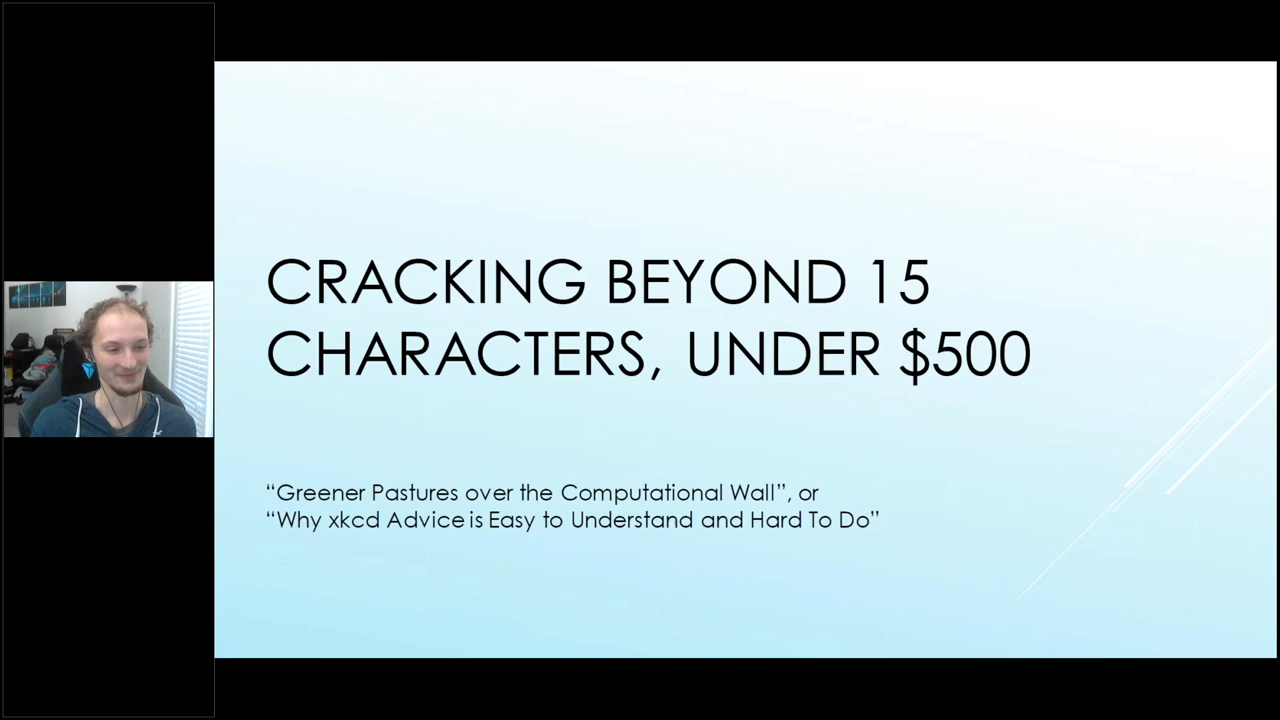 CRACKING BEYOND 15
CHARACTERS, UNDER $500
“Greener Pastures over the Computational Wall”, or
“Why xkcd Advice is Easy to Understand and Hard To Do”